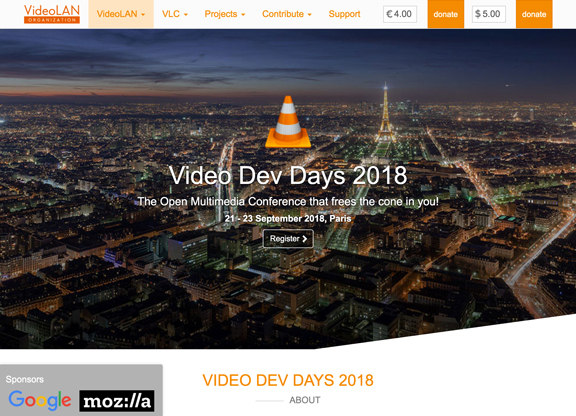 VideoLAN
ORGANIZATION
VideoLAN VLC Projects Contribute Support € 4.00 donate $ 5.00 donate
Video Dev Days 2018
The Open Multimedia Conference that frees the cone in you!
21 - 23 September 2018, Paris
Register
Sponsors
Google moz://a
VIDEO DEV DAYS 2018
ABOUT